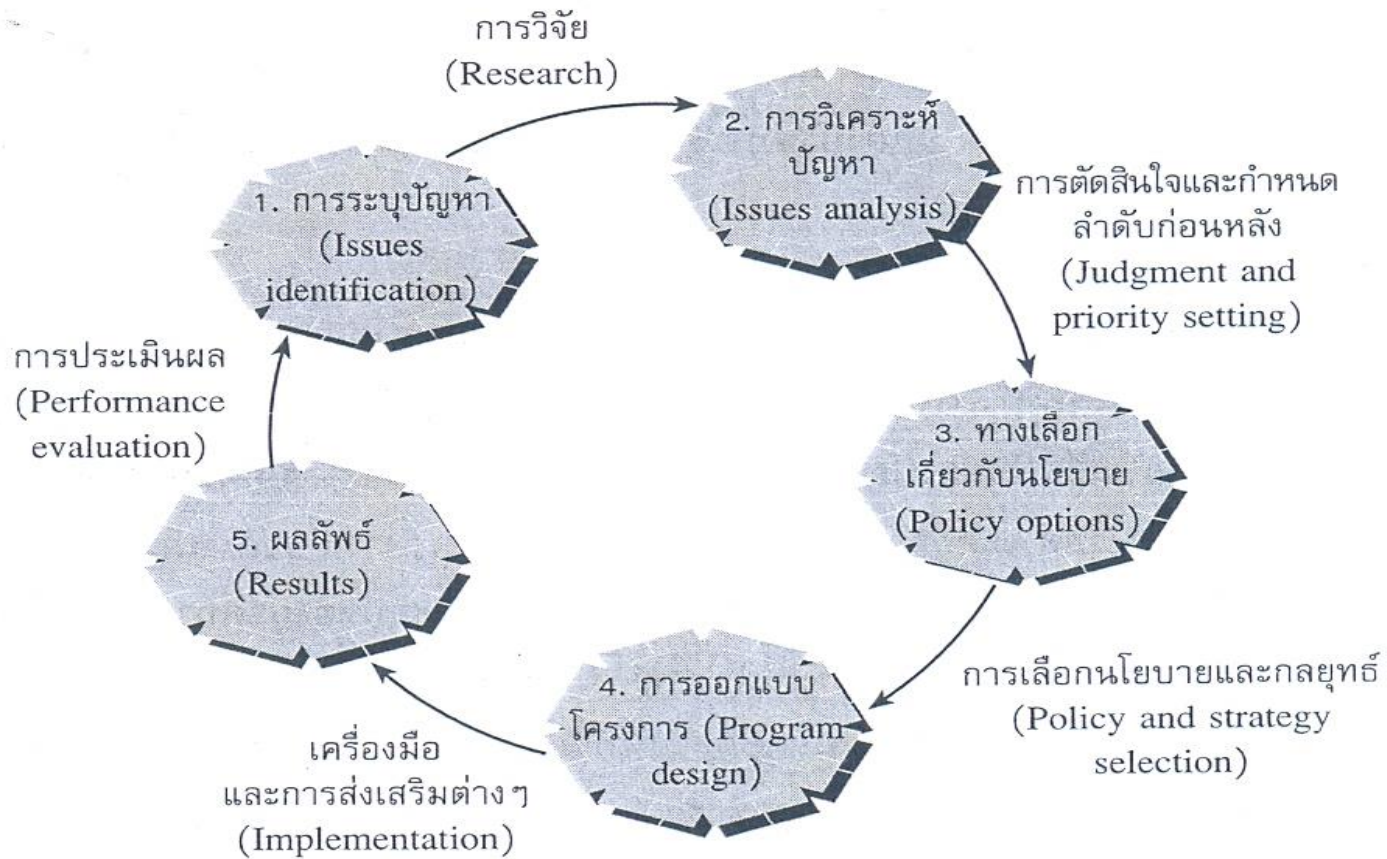 การวิจัย
(Research)
2. การวิเคราะห์
ปัญหา
(Issues analysis)
การตัดสินใจและกำหนด
ลำดับก่อนหลัง
(Judgment and
priority setting)
1. การระบุปัญหา
(Issues
identification)
การประเมินผล
(Performance
evaluation)
3. ทางเลือก
เกี่ยวกับนโยบาย
(Policy options)
5. ผลลัพธ์
(Results)
4. การออกแบบ
โครงการ (Program
design)
การเลือกนโยบายและกลยุทธ์
(Policy and strategy
selection)
เครื่องมือ
และการส่งเสริมต่างๆ
(Implementation)